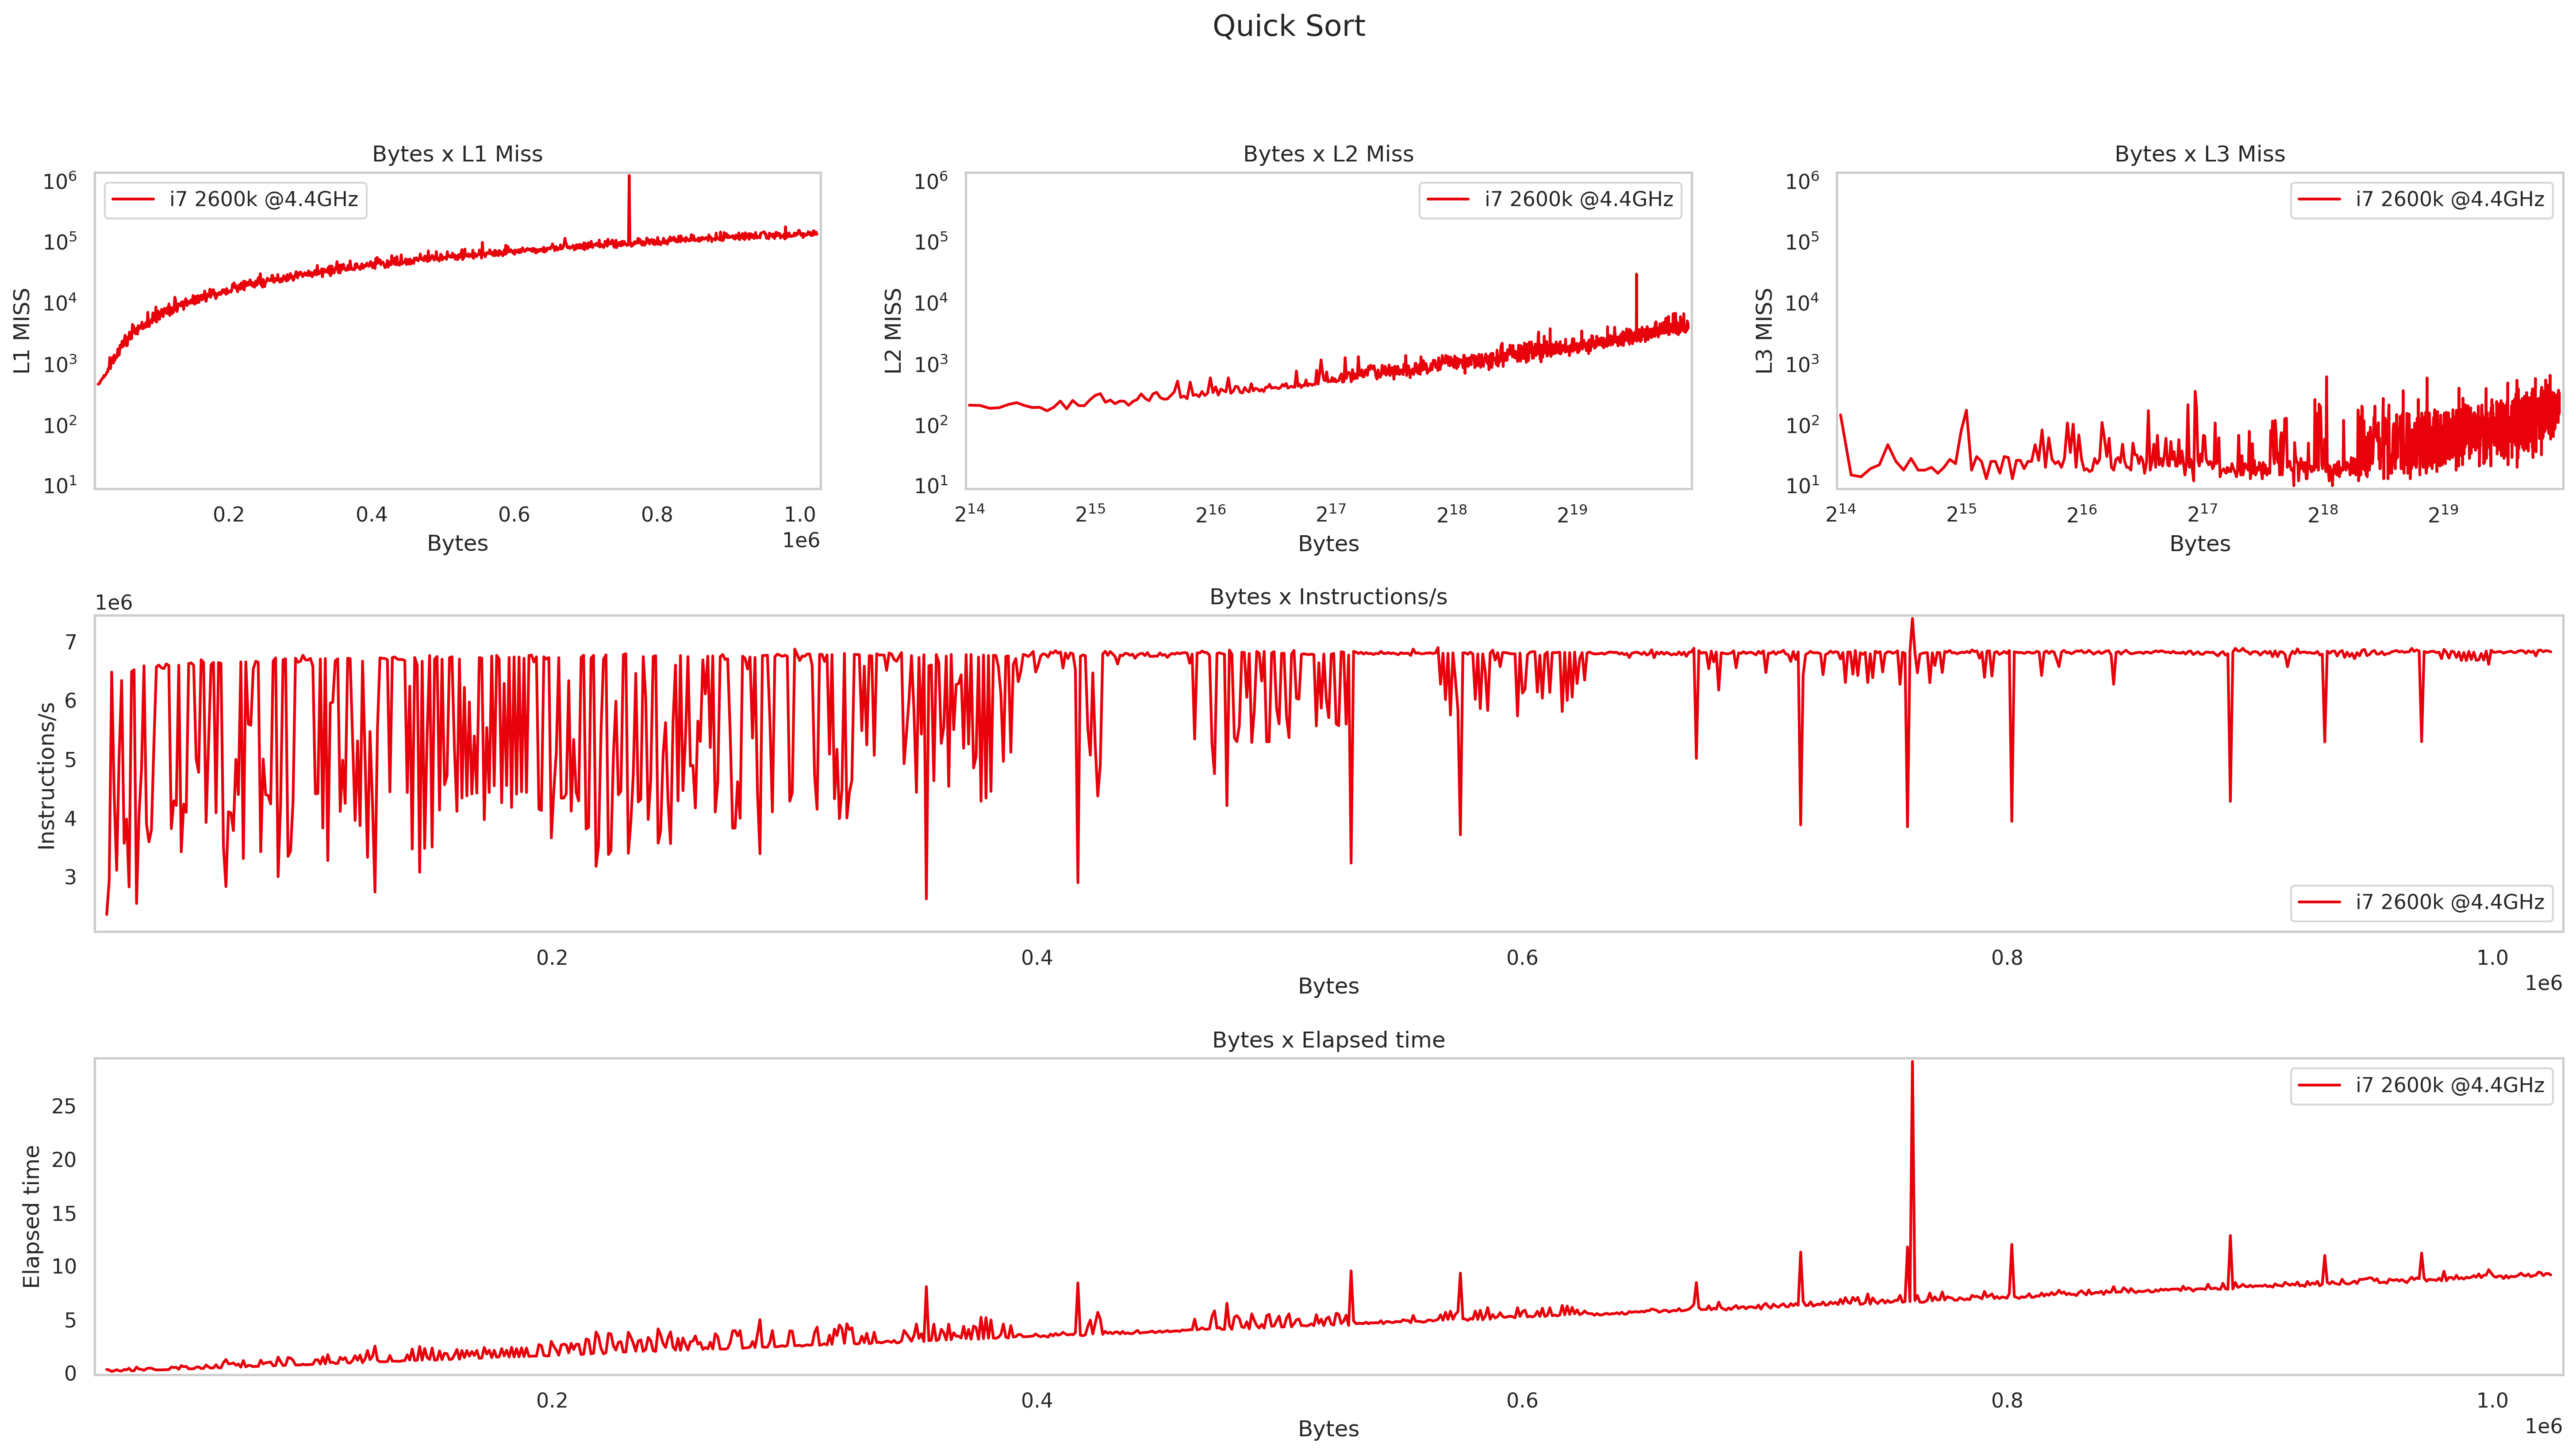 Quick Sort
Bytes x L1 Miss
L1 MISS
10^6
10^5
10^4
10^3
10^2
10^1
i7 2600k @4.4GHz
0.2 0.4 0.6 0.8 1.0
1e6
Bytes
Bytes x L2 Miss
L2 MISS
10^6
10^5
10^4
10^3
10^2
10^1
i7 2600k @4.4GHz
2^14 2^15 2^16 2^17 2^18 2^19
Bytes
Bytes x L3 Miss
L3 MISS
10^6
10^5
10^4
10^3
10^2
10^1
i7 2600k @4.4GHz
2^14 2^15 2^16 2^17 2^18 2^19
Bytes
Bytes x Instructions/s
1e6
Instructions/s
7
6
5
4
3
i7 2600k @4.4GHz
0.2 0.4 0.6 0.8 1.0
Bytes
1e6
Bytes x Elapsed time
Elapsed time
25
20
15
10
5
0
i7 2600k @4.4GHz
0.2 0.4 0.6 0.8 1.0
Bytes
1e6